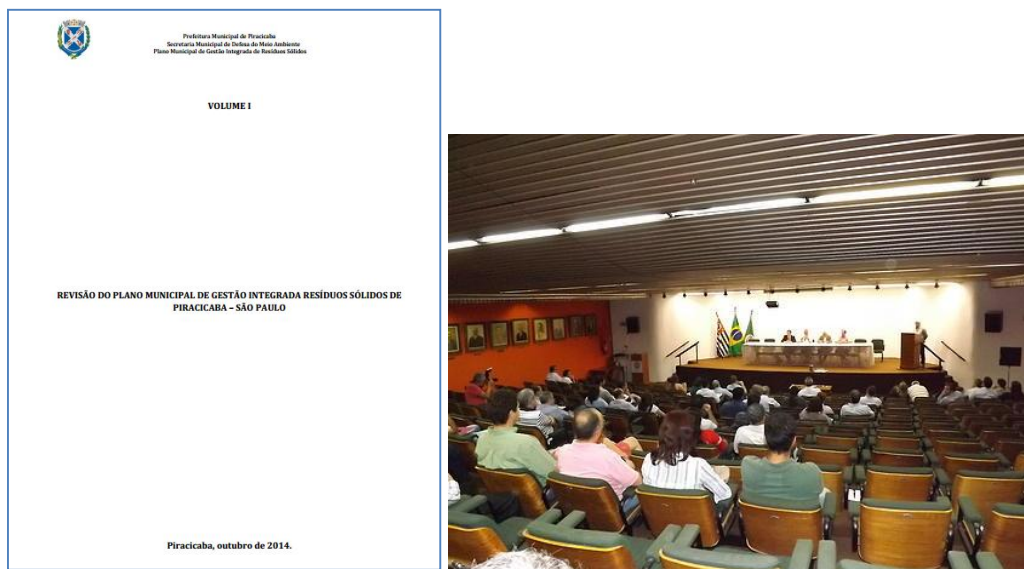 Prefeitura Municipal de Piracicaba
Secretaria Municipal de Defesa do Meio Ambiente
Plano Municipal de Gestão Integrada de Resíduos Sólidos
VOLUME I
REVISÃO DO PLANO MUNICIPAL DE GESTÃO INTEGRADA RESÍDUOS SÓLIDOS DE
PIRACICABA – SÃO PAULO
Piracicaba, outubro de 2014.